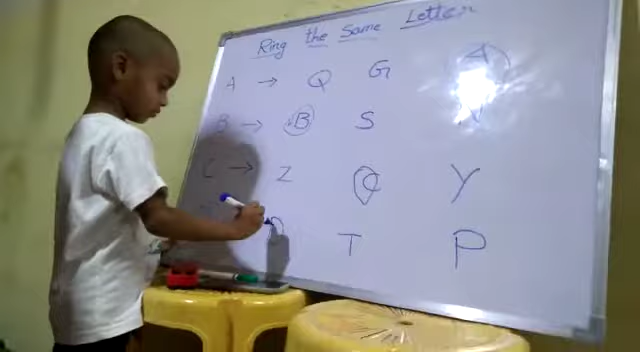 Ring the Same Letter
A → Q G A
B → B S
C → Z C Y
D T P